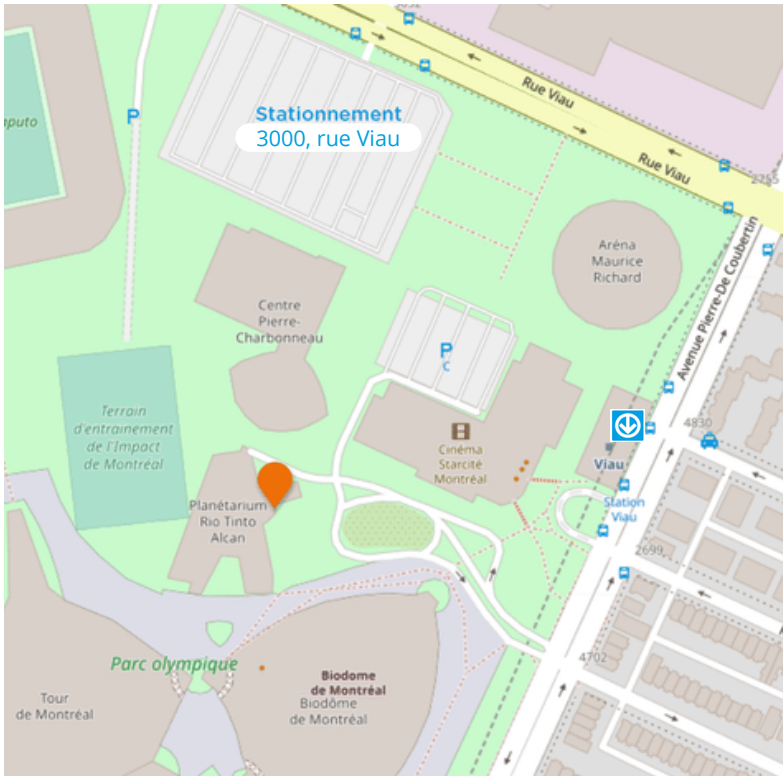 Rue Viau
Stationnement
3000, rue Viau
P
Rue Viau
2755
Aréna
Maurice
Richard
Avenue Pierre-De Coubertin
Centre
Pierre-
Charbonneau
P
C
Terrain
d'entrainement
de l'Impact
de Montréal
Cinéma
Starcité
Montréal
4830
Viau
Station
Viau
Planétarium
Rio Tinto
Alcan
2699
4702
Parc olympique
Biodome
de Montréal
Biodôme
de Montréal
Tour
de Montréal